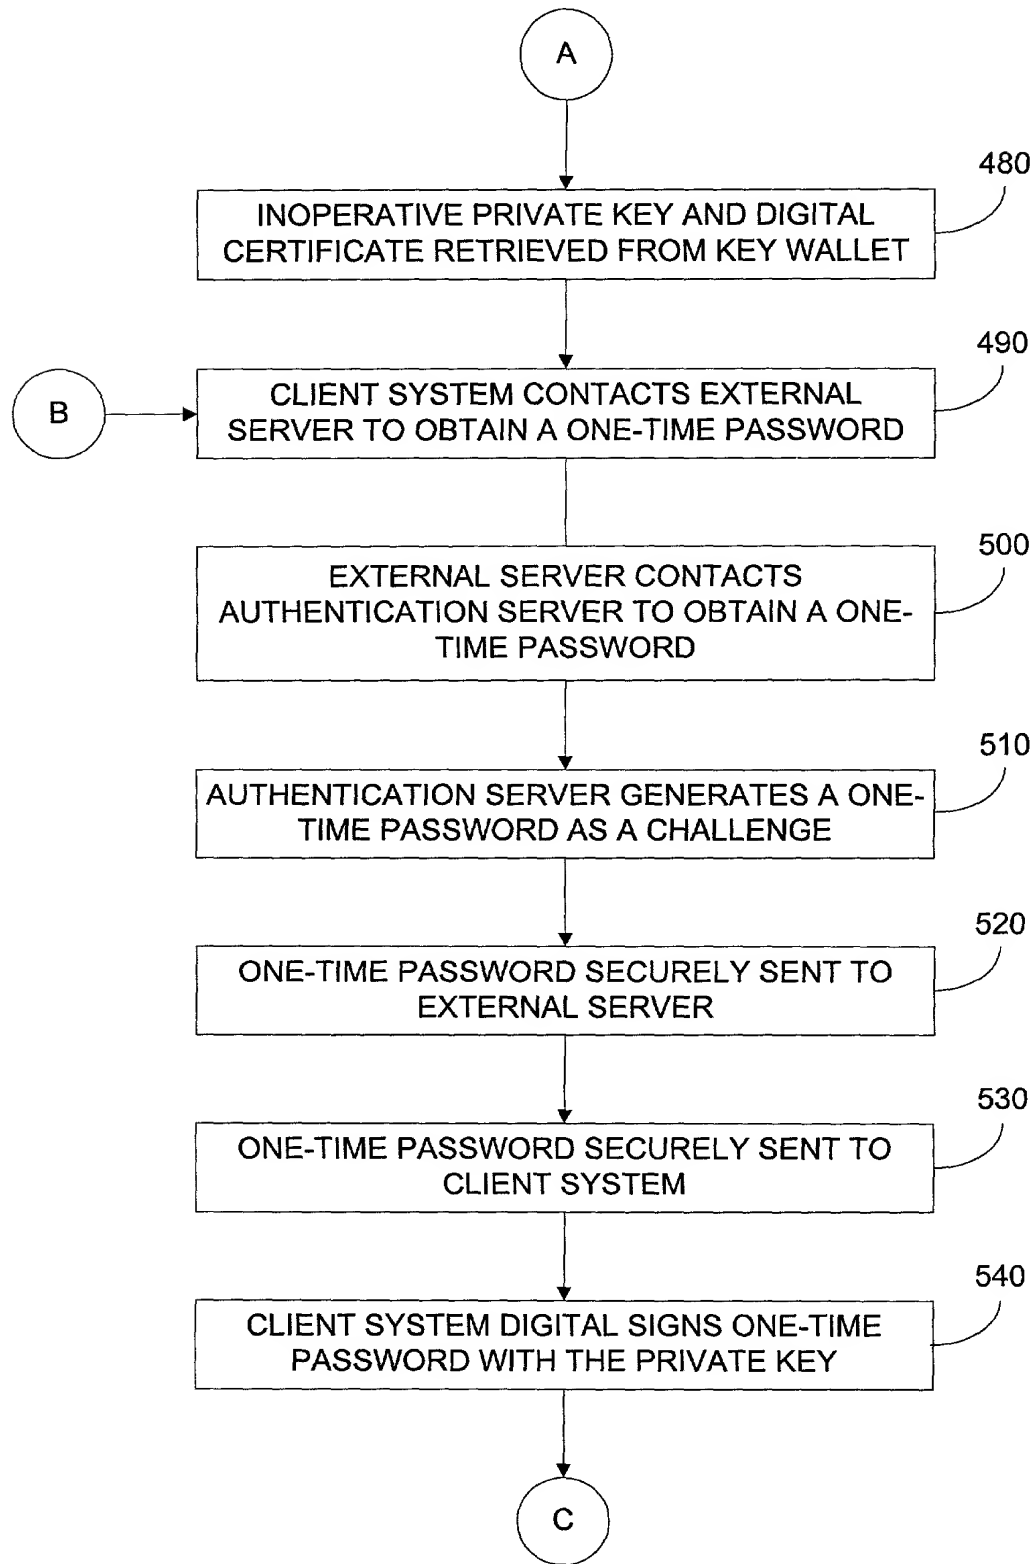 A
480
INOPERATIVE PRIVATE KEY AND DIGITAL
CERTIFICATE RETRIEVED FROM KEY WALLET
490
B
CLIENT SYSTEM CONTACTS EXTERNAL
SERVER TO OBTAIN A ONE-TIME PASSWORD
500
EXTERNAL SERVER CONTACTS
AUTHENTICATION SERVER TO OBTAIN A ONE-
TIME PASSWORD
510
AUTHENTICATION SERVER GENERATES A ONE-
TIME PASSWORD AS A CHALLENGE
520
ONE-TIME PASSWORD SECURELY SENT TO
EXTERNAL SERVER
530
ONE-TIME PASSWORD SECURELY SENT TO
CLIENT SYSTEM
540
CLIENT SYSTEM DIGITAL SIGNS ONE-TIME
PASSWORD WITH THE PRIVATE KEY
C